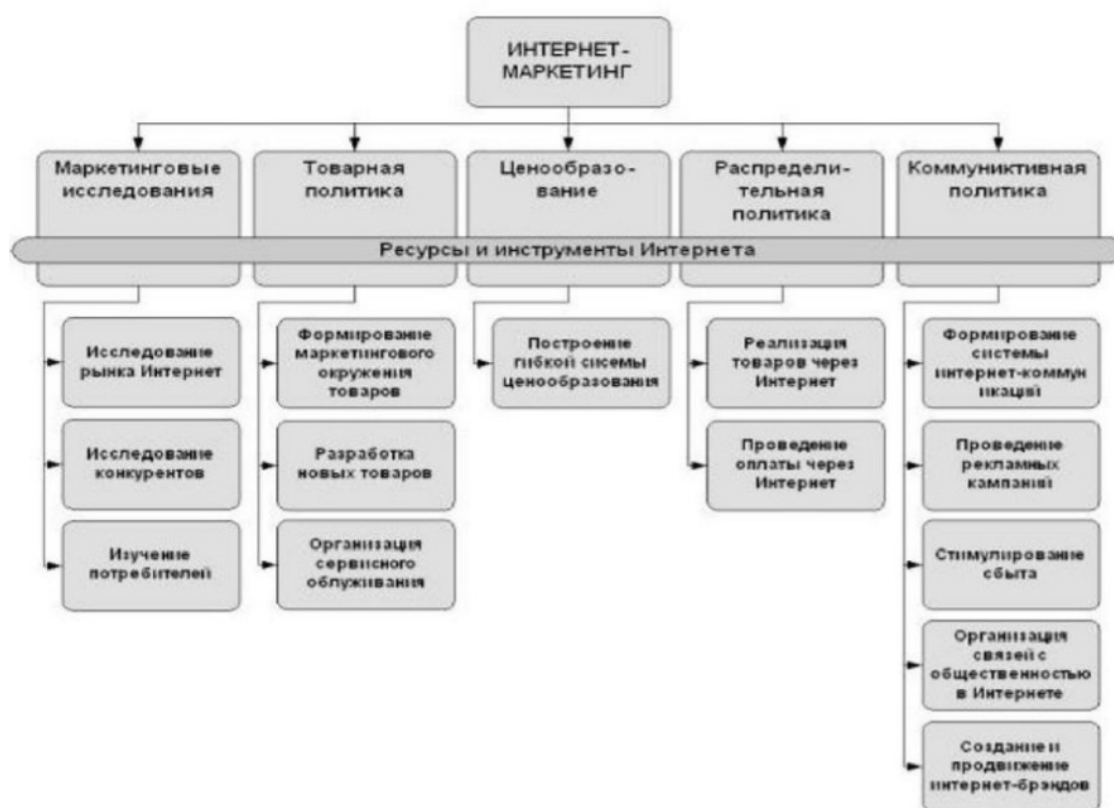 ИНТЕРНЕТ-
МАРКЕТИНГ
Маркетинговые
исследования
Товарная
политика
Ценообразо-
вание
Распредели-
тельная
политика
Коммуниктивная
политика
Ресурсы и инструменты Интернета
Исследование
рынка Интернет
Исследование
конкурентов
Изучение
потребителей
Формирование
маркетингового
окружения
товаров
Разработка
новых товаров
Организация
сервисного
облуживания
Построение
гибкой сисемы
ценообразования
Реализация
товаров через
Интернет
Проведение
оплаты через
Интернет
Формирование
системы
интернет-коммун
икаций
Проведение
рекламных
кампаний
Стимулирование
сбыта
Организация
связей с
общественностью
в Интернете
Создание и
продвижение
интернет-брэндов